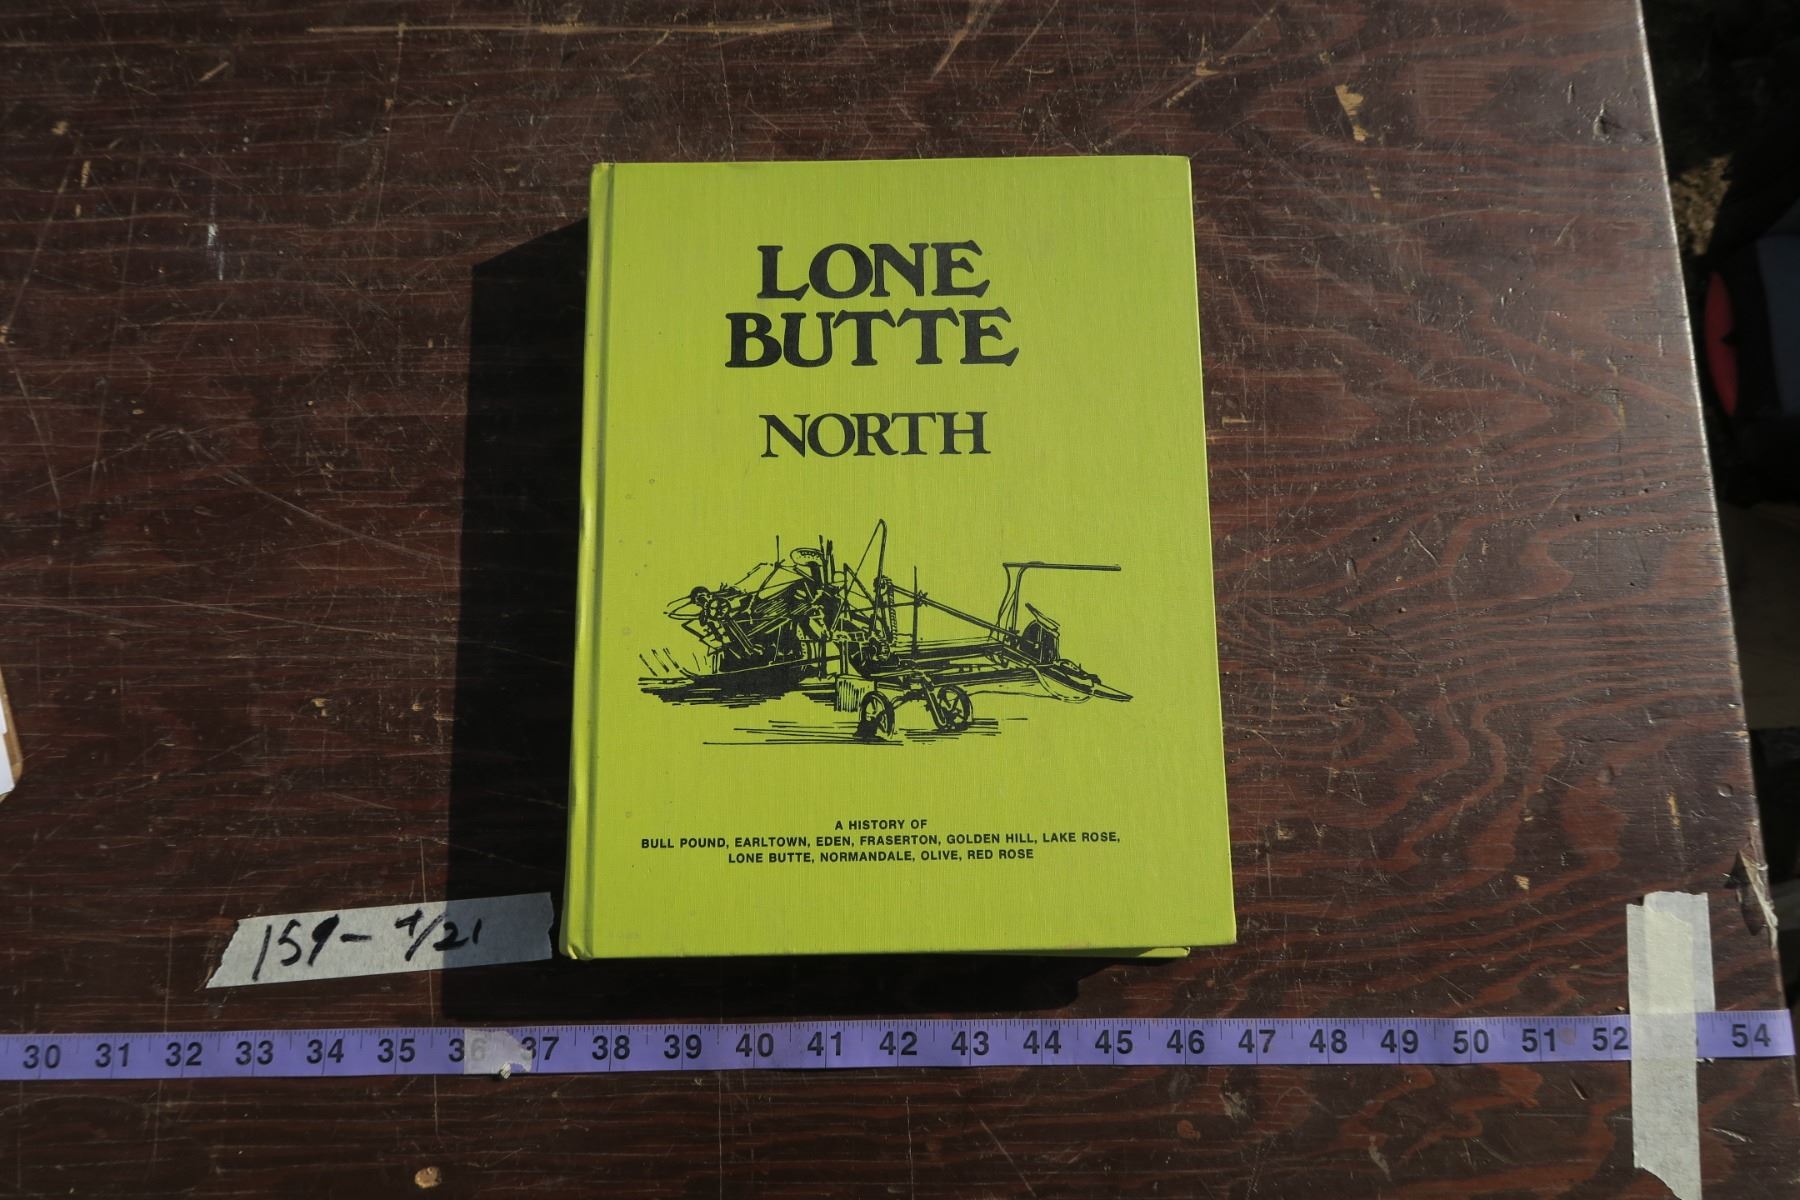 LONE
BUTTE
NORTH
A HISTORY OF
BULL POUND, EARLTOWN, EDEN, FRASERTON, GOLDEN HILL, LAKE ROSE,
LONE BUTTE, NORMANDALE, OLIVE, RED ROSE
159- 4/21
30 31 32 33 34 35 36 37 38 39 40 41 42 43 44 45 46 47 48 49 50 51 52 54